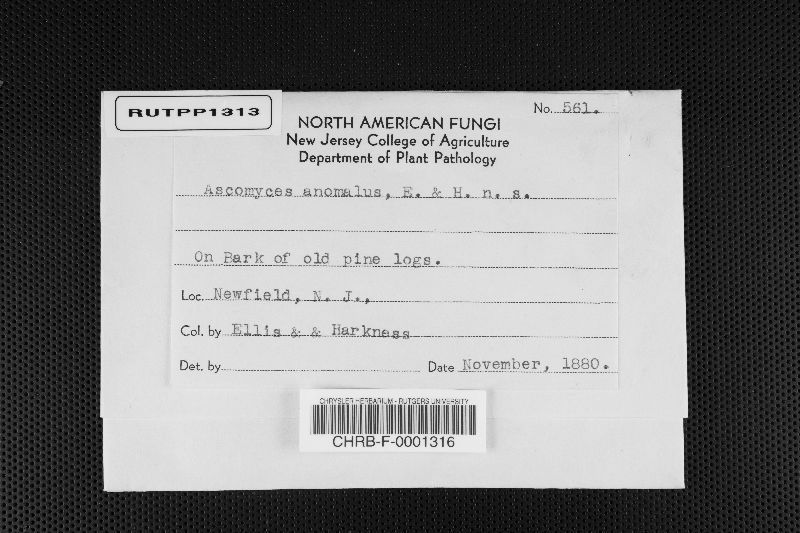 RUTPP1313
No. 561.
NORTH AMERICAN FUNGI
New Jersey College of Agriculture
Department of Plant Pathology
Ascomyces anomalus, E. & H. n. s.
On Bark of old pine logs.
Loc. Newfield, N. J.,
Col. by Ellis & & Harkness
Det. by
Date November, 1880.
CHRYSLER HERBARIUM - RUTGERS UNIVERSITY
CHRB-F-0001316